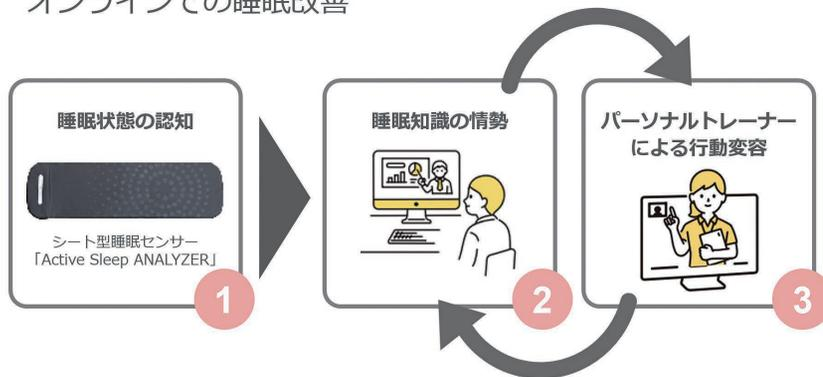 オンラインでの睡眠改善
睡眠状態の認知
シート型睡眠センサー
「Active Sleep ANALYZER」
1
睡眠知識の情勢
2
パーソナルトレーナー
による行動変容
3